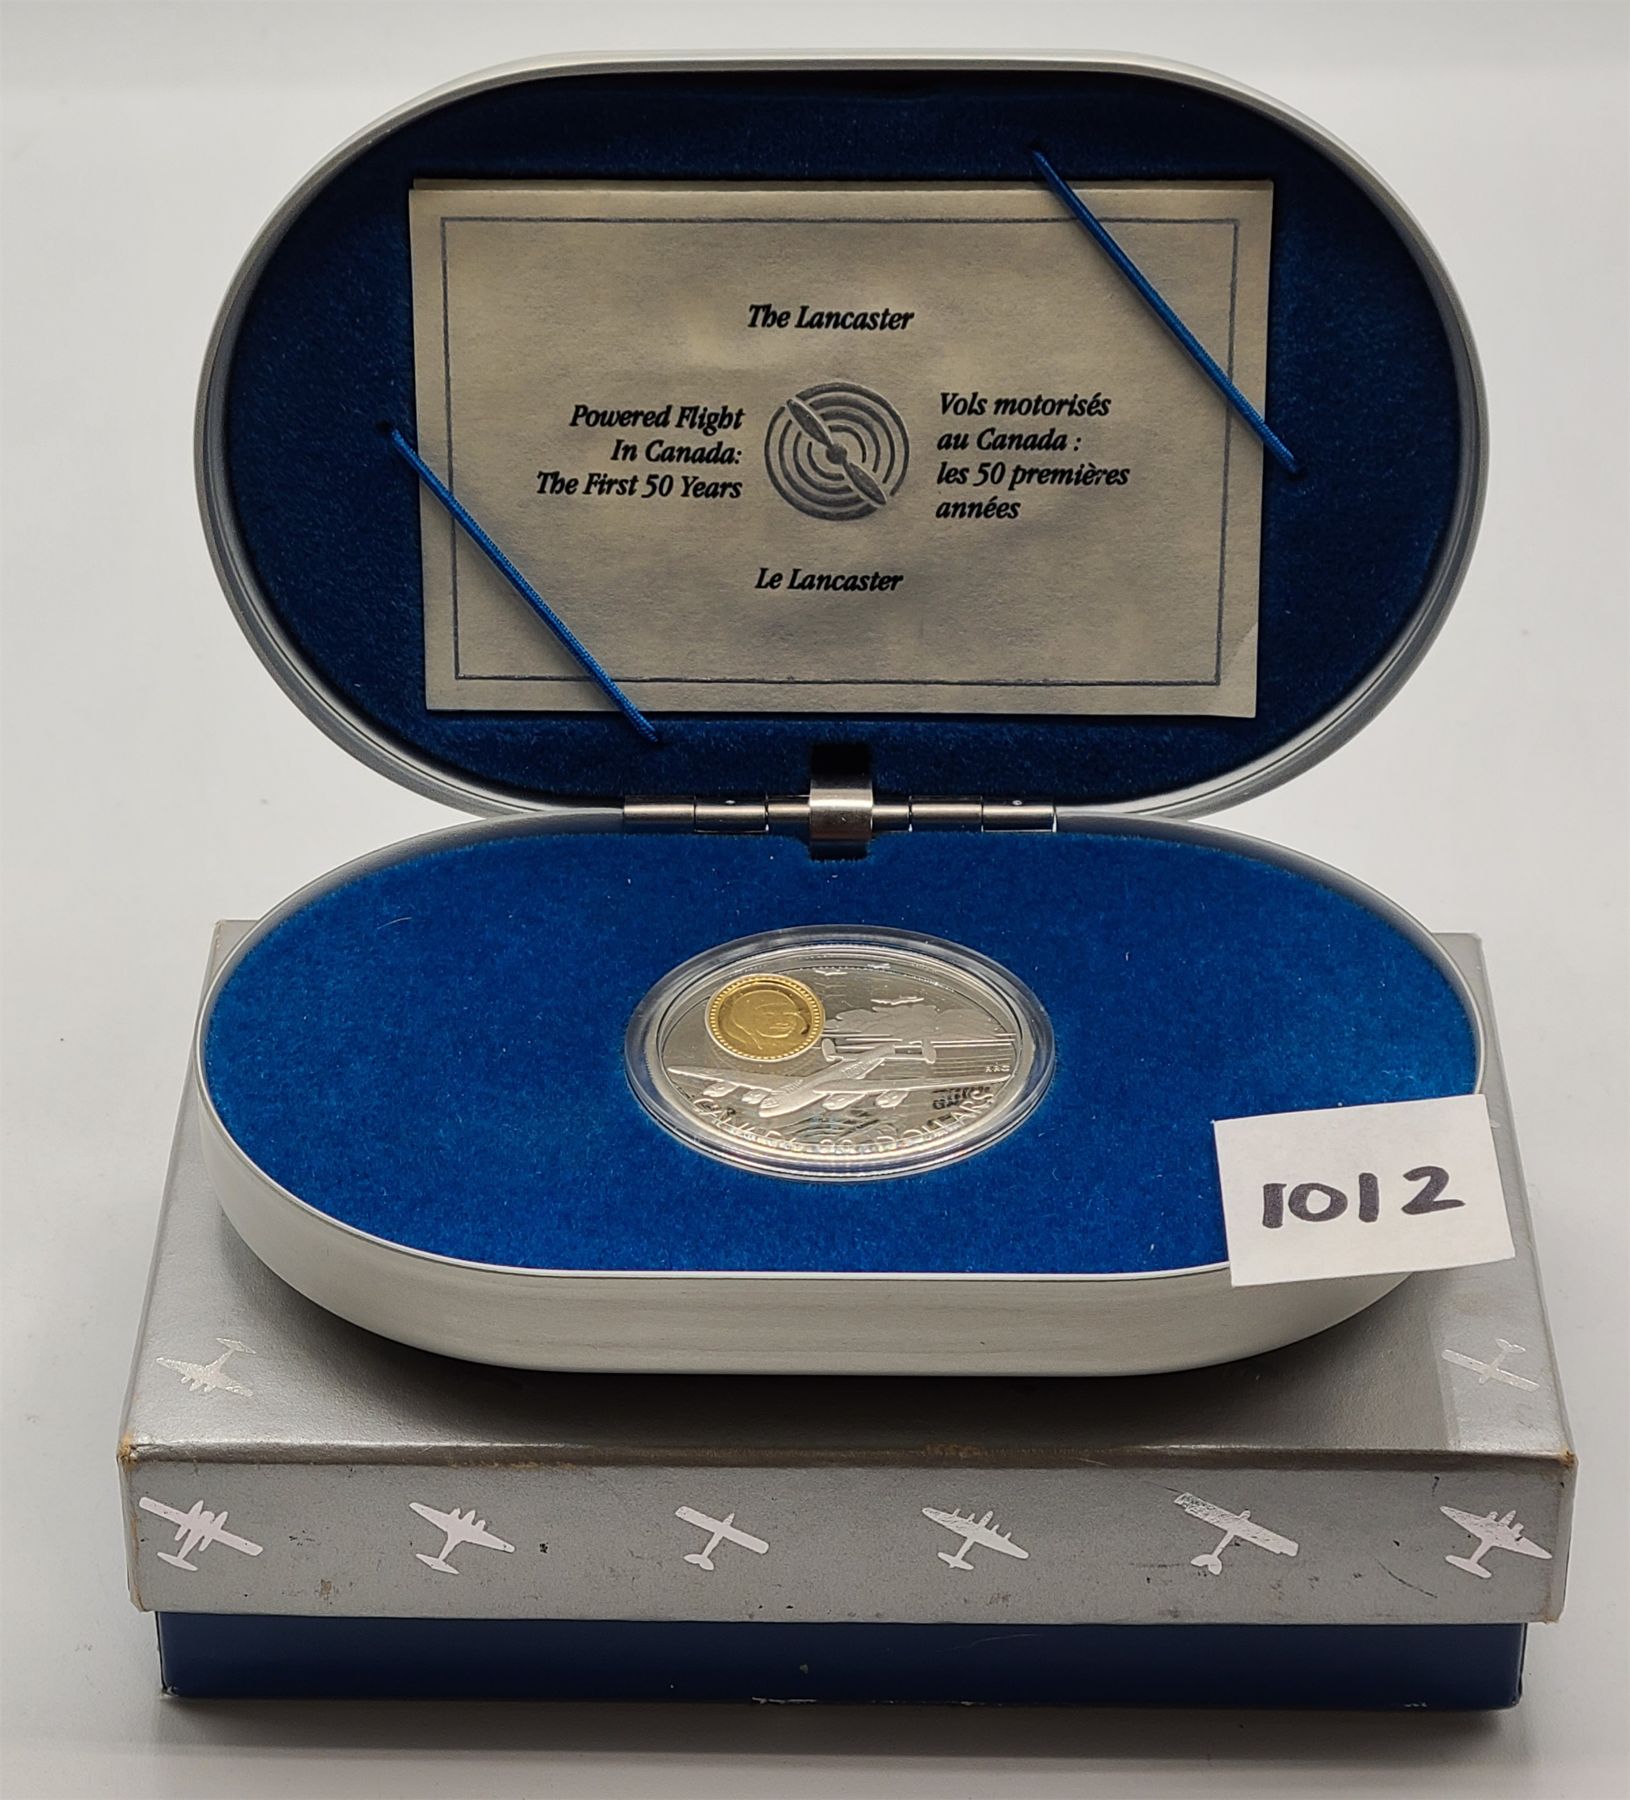 The Lancaster
Powered Flight
In Canada:
The First 50 Years
Vols motorisés
au Canada :
les 50 premières
années
Le Lancaster
DOLLARS
1012